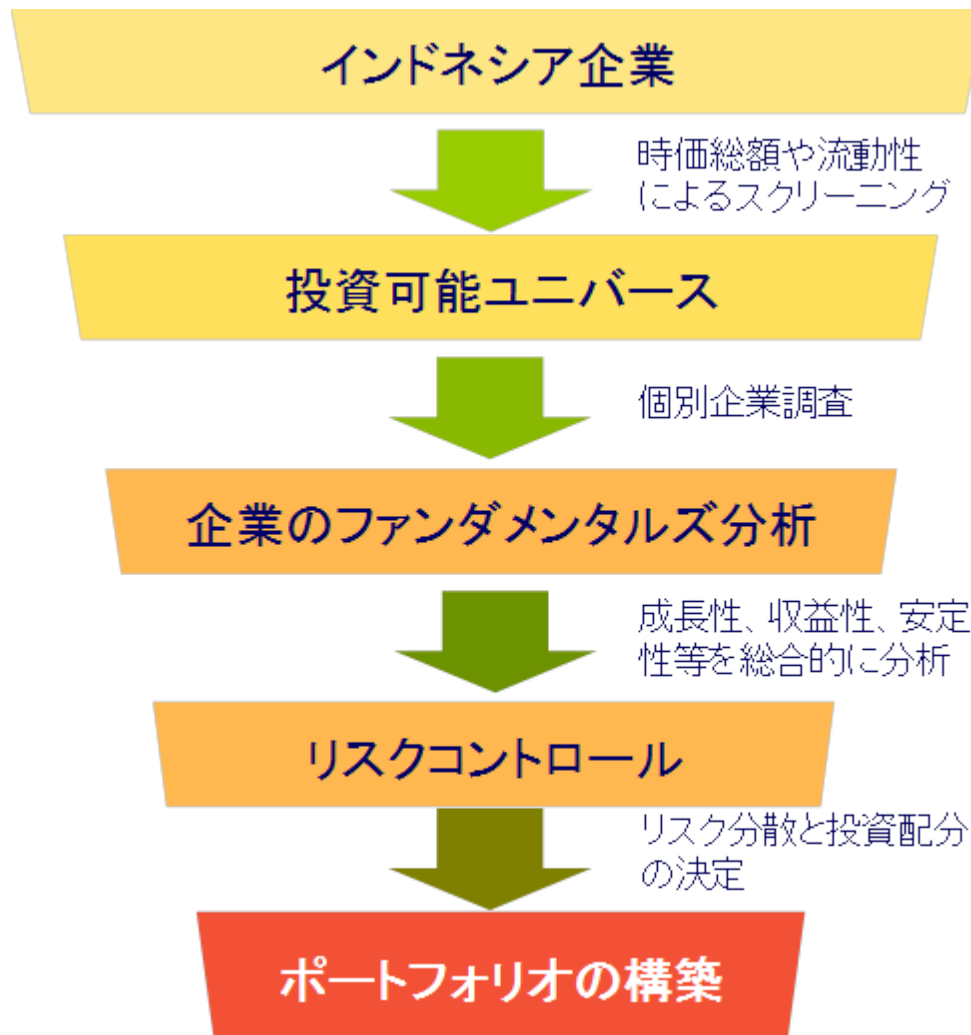 インドネシア企業
時価総額や流動性
によるスクリーニング
投資可能ユニバース
個別企業調査
企業のファンダメンタルズ分析
成長性、収益性、安定
性等を総合的に分析
リスクコントロール
リスク分散と投資配分
の決定
ポートフォリオの構築